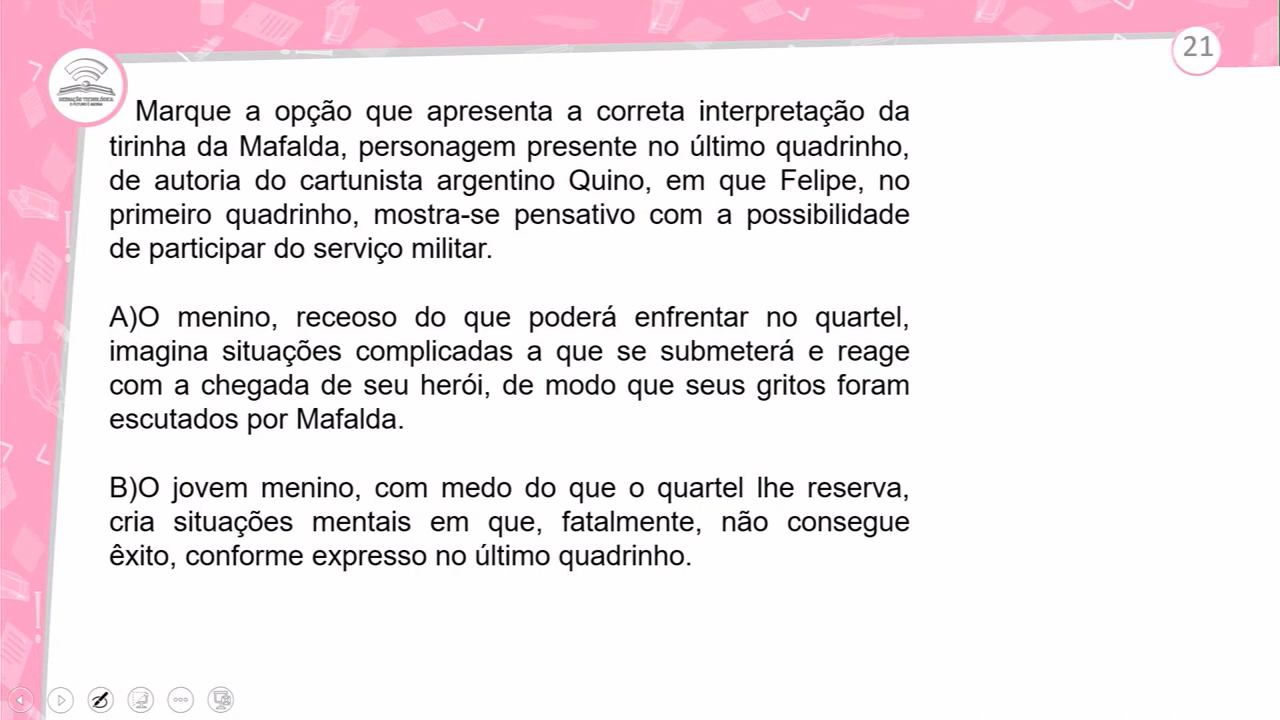 21
MEDIAÇÃO TECNOLÓGICA
O FUTURO É AGORA
Marque a opção que apresenta a correta interpretação da
tirinha da Mafalda, personagem presente no último quadrinho,
de autoria do cartunista argentino Quino, em que Felipe, no
primeiro quadrinho, mostra-se pensativo com a possibilidade
de participar do serviço militar.
A)O menino, receoso do que poderá enfrentar no quartel,
imagina situações complicadas a que se submeterá e reage
com a chegada de seu herói, de modo que seus gritos foram
escutados por Mafalda.
B)O jovem menino, com medo do que o quartel lhe reserva,
cria situações mentais em que, fatalmente, não consegue
êxito, conforme expresso no último quadrinho.